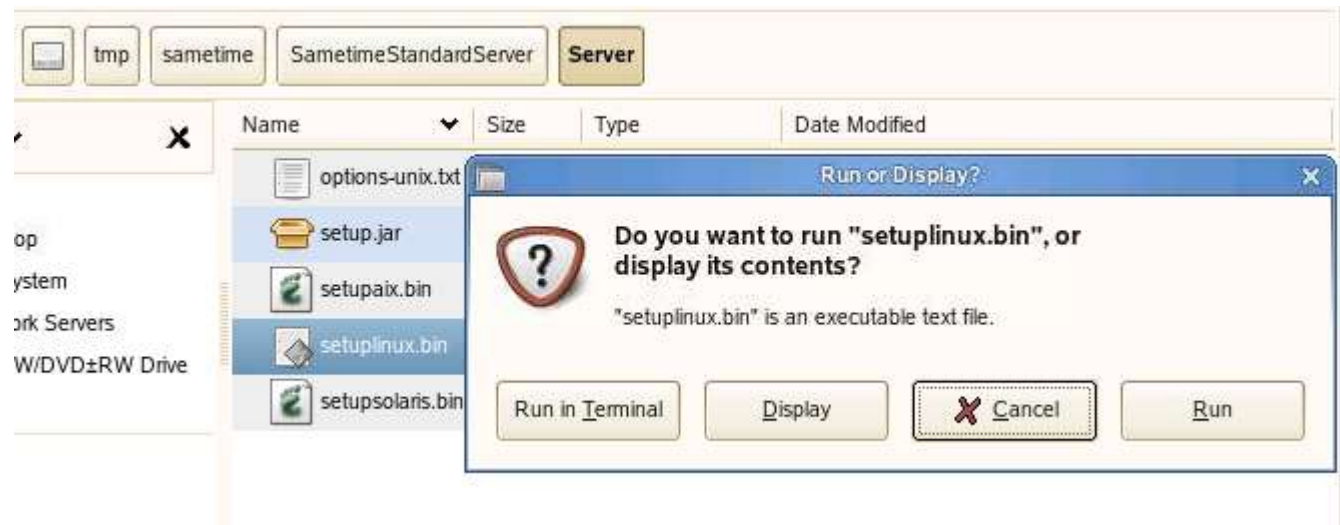 tmp sametime SametimeStandardServer Server
Name Size Type Date Modified
options-unix.txt
setup.jar
setupaix.bin
setuplinux.bin
setupsolaris.bin
op
ystem
ork Servers
W/DVD±RW Drive
Run or Display?
Do you want to run "setuplinux.bin", or
display its contents?
"setuplinux.bin" is an executable text file.
Run in Terminal Display Cancel Run